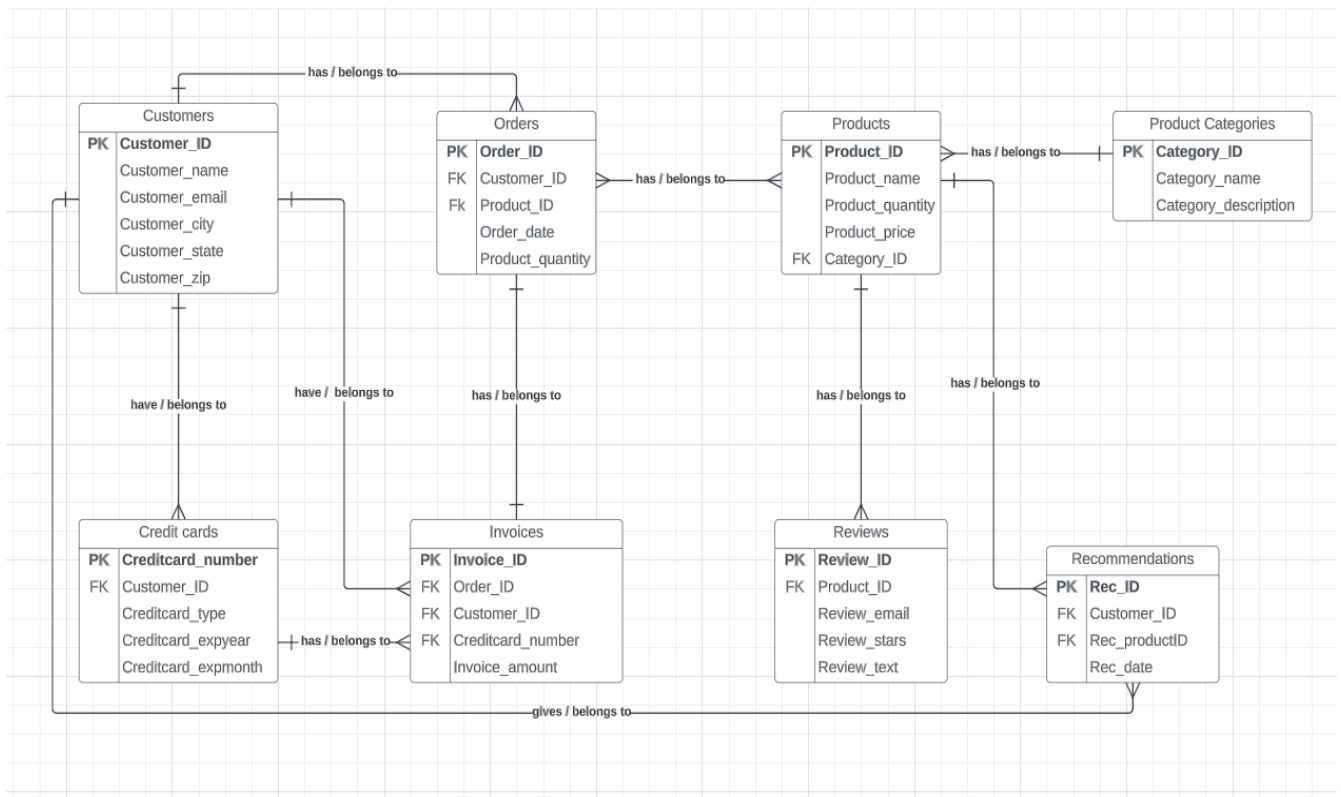 has / belongs to
Customers
PK Customer_ID
Customer_name
Customer_email
Customer_city
Customer_state
Customer_zip
Orders
PK Order_ID
FK Customer_ID
Fk Product_ID
Order_date
Product_quantity
has / belongs to
Products
PK Product_ID
Product_name
Product_quantity
Product_price
FK Category_ID
has / belongs to
Product Categories
PK Category_ID
Category_name
Category_description
have / belongs to
have / belongs to
has / belongs to
has / belongs to
has / belongs to
Credit cards
PK Creditcard_number
FK Customer_ID
Creditcard_type
Creditcard_expyear
Creditcard_expmonth
has / belongs to
Invoices
PK Invoice_ID
FK Order_ID
FK Customer_ID
FK Creditcard_number
Invoice_amount
Reviews
PK Review_ID
FK Product_ID
Review_email
Review_stars
Review_text
Recommendations
PK Rec_ID
FK Customer_ID
FK Rec_productID
Rec_date
gives / belongs to